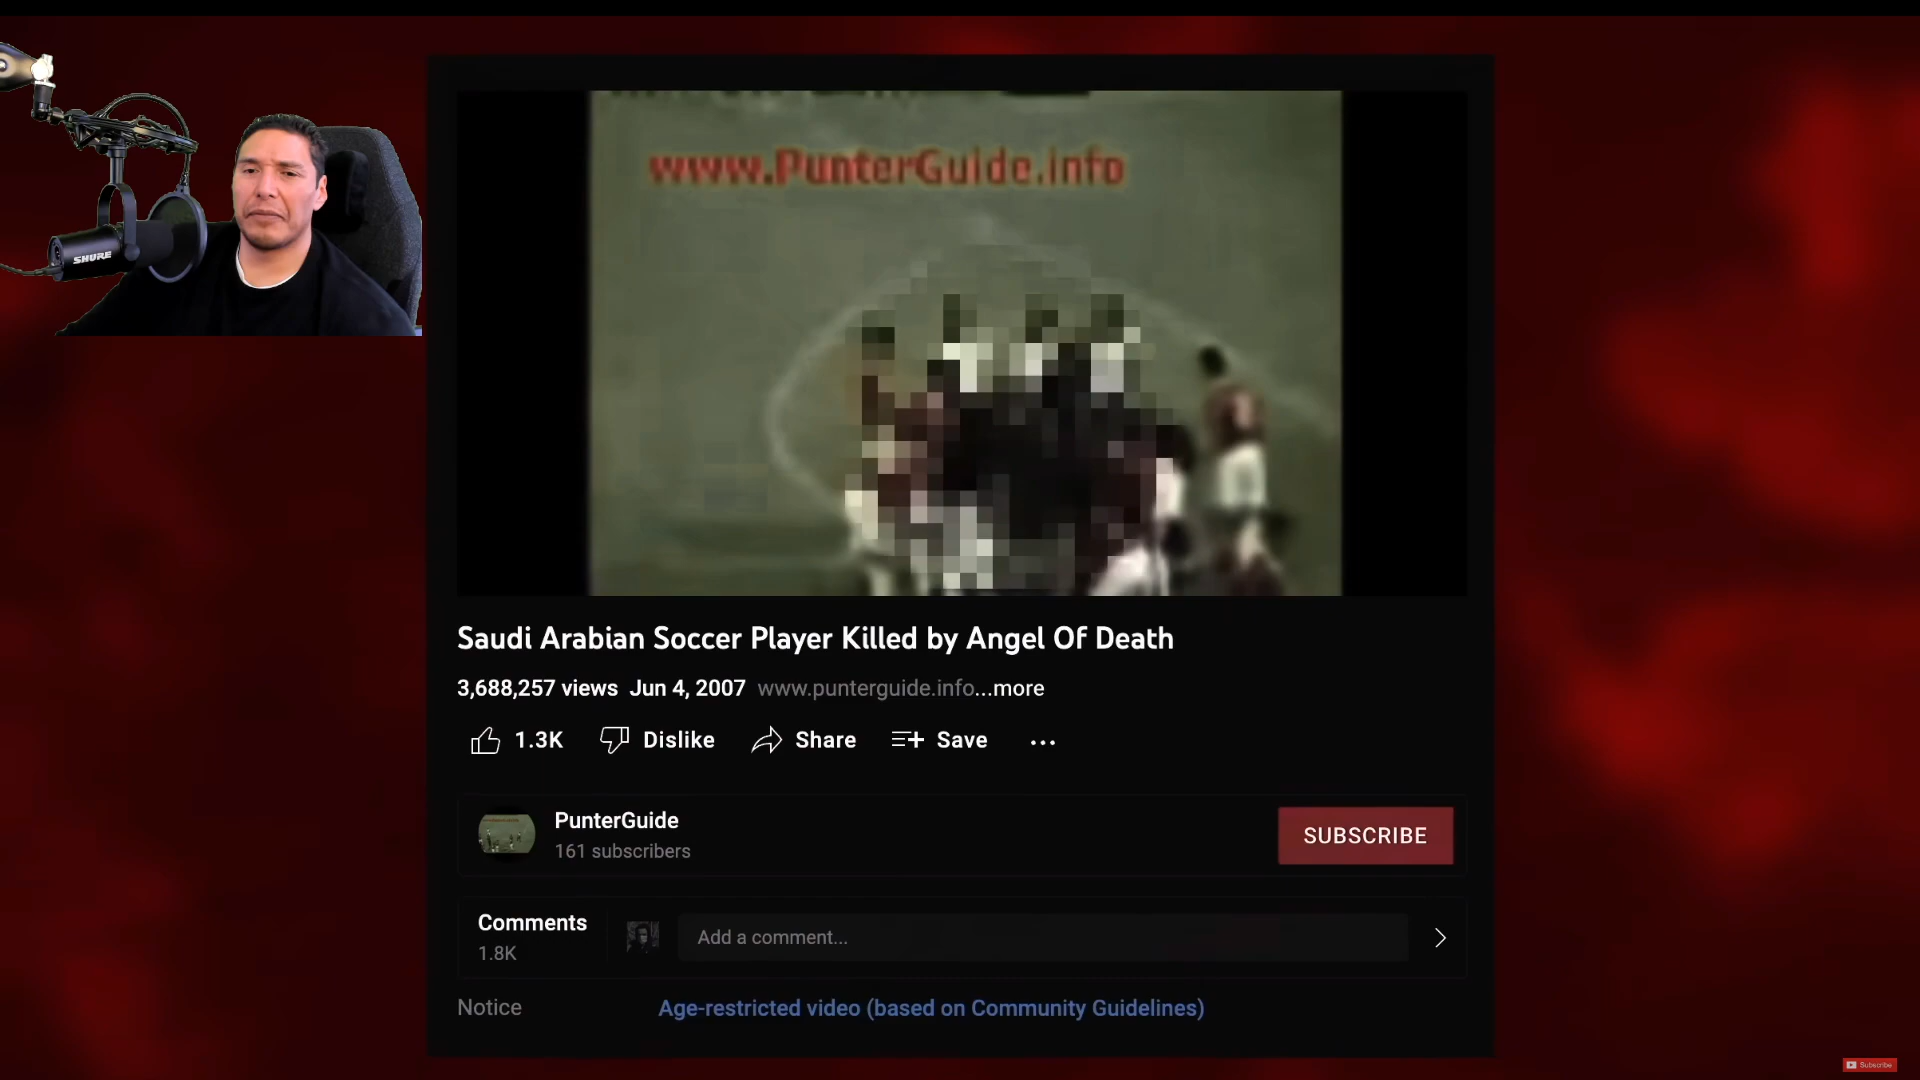 www.PunterGuide.info
SHURE
Saudi Arabian Soccer Player Killed by Angel Of Death
3,688,257 views Jun 4, 2007 www.punterguide.info...more
1.3K Dislike Share Save ...
PunterGuide
161 subscribers
SUBSCRIBE
Comments
1.8K
Add a comment...
Notice Age-restricted video (based on Community Guidelines)
Subscribe